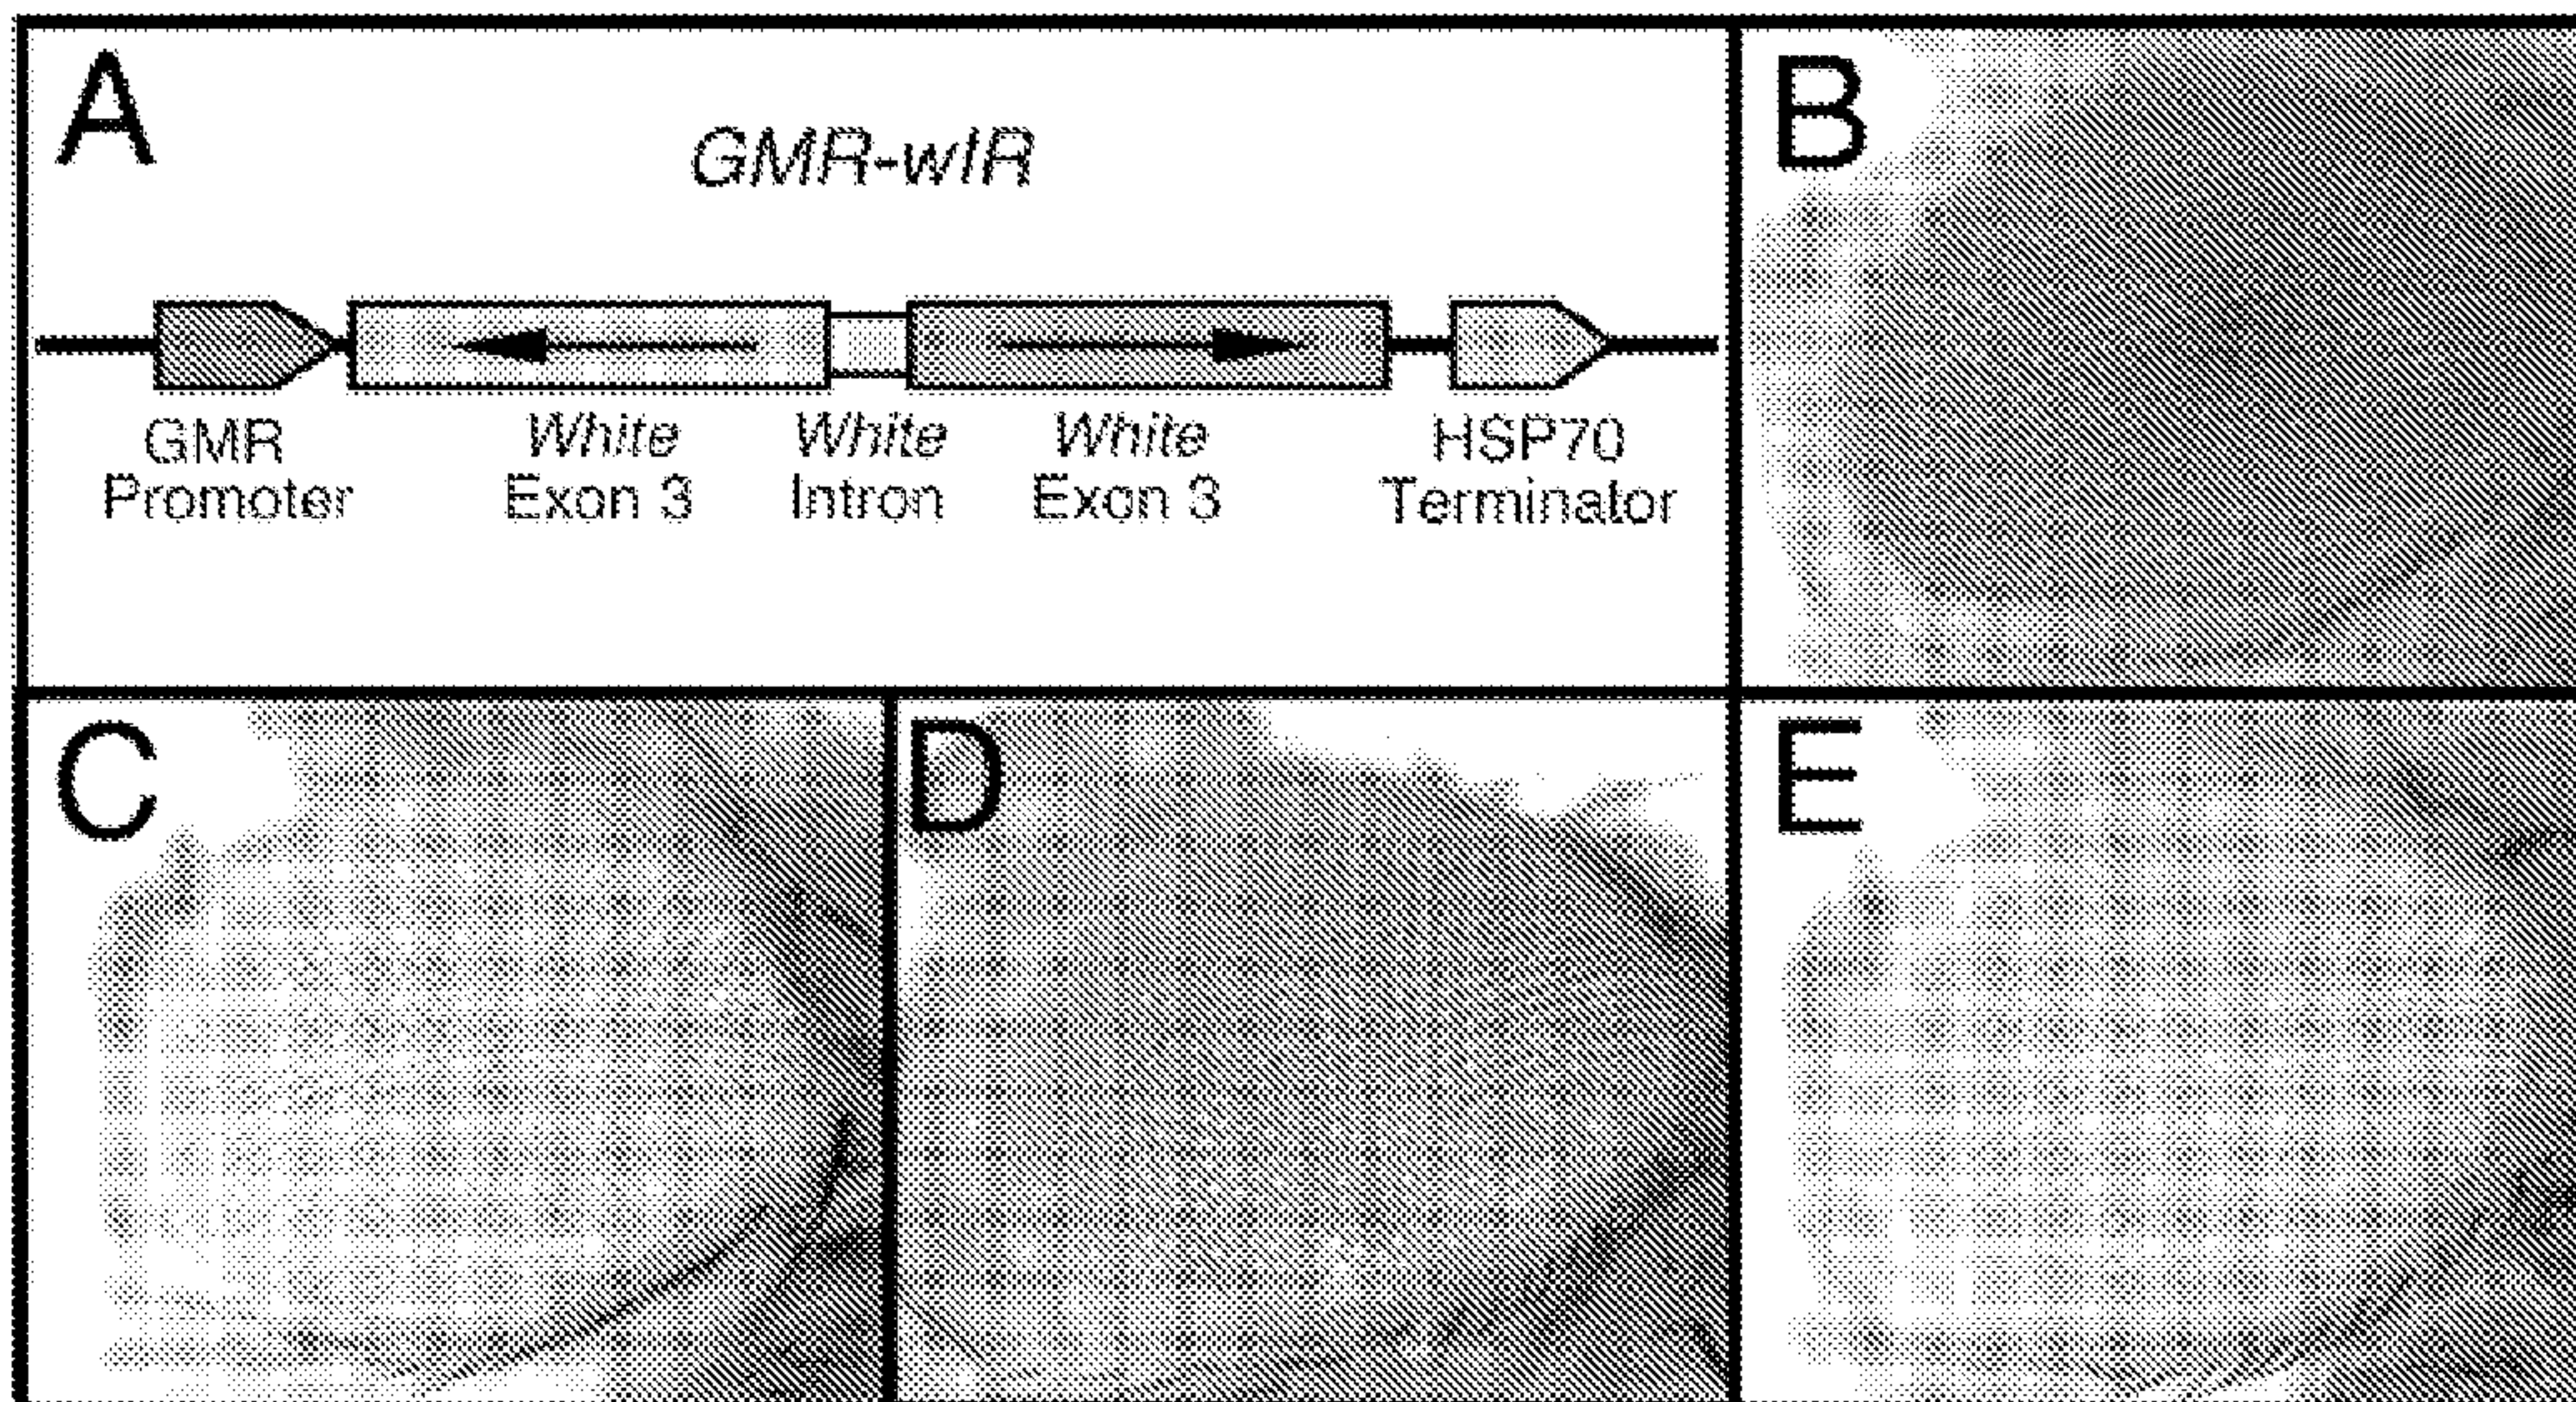 A
GMR-wIR
GMR
Promoter
White
Exon 3
White
Intron
White
Exon 3
HSP70
Terminator
B
C
D
E